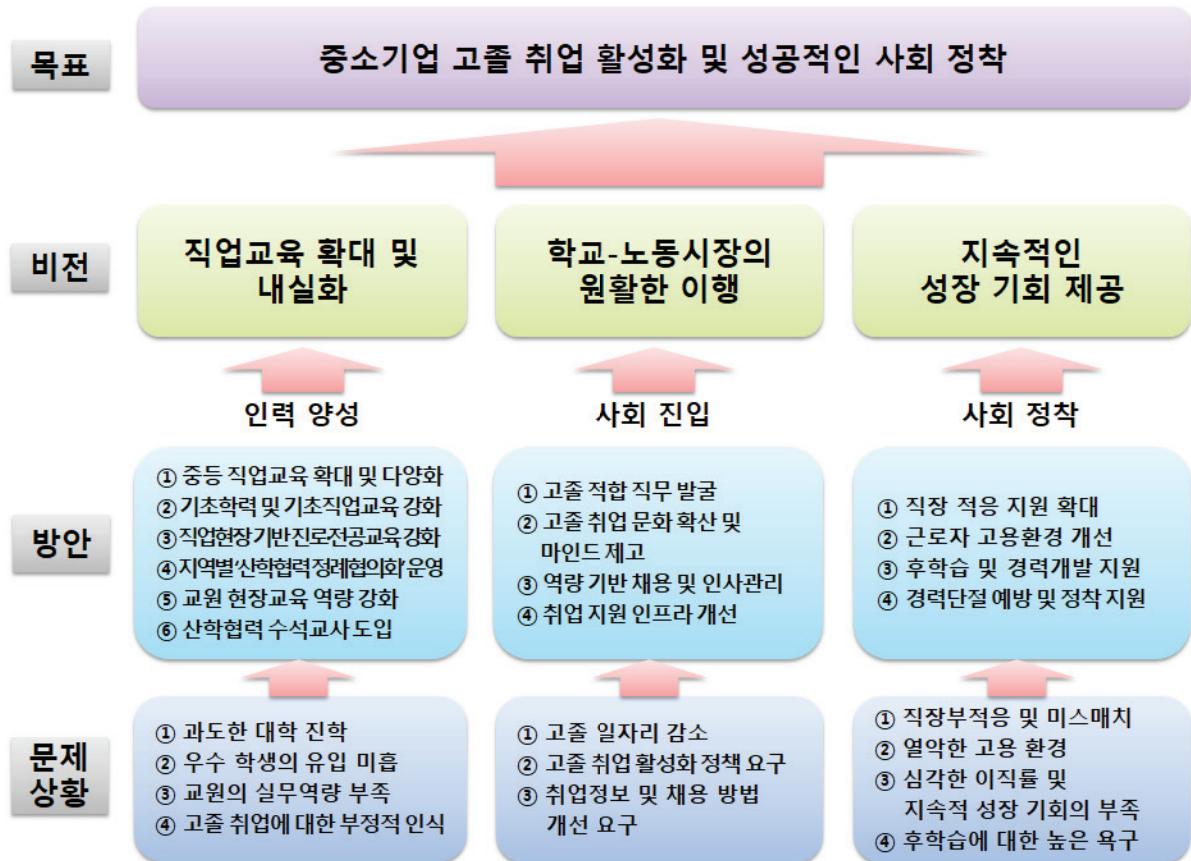 목표
중소기업 고졸 취업 활성화 및 성공적인 사회 정착
비전
직업교육 확대 및
내실화
학교-노동시장의
원활한 이행
지속적인
성장 기회 제공
인력 양성
사회 진입
사회 정착
방안
① 중등 직업교육 확대 및 다양화
② 기초학력 및 기초직업교육 강화
③ 직업현장 기반 진로전공교육 강화
④ 지역별 '산학협력 정례협의회' 운영
⑤ 교원 현장교육 역량 강화
⑥ 산학협력 수석교사 도입
① 고졸 적합 직무 발굴
② 고졸 취업 문화 확산 및
마인드 제고
③ 역량 기반 채용 및 인사관리
④ 취업 지원 인프라 개선
① 직장 적응 지원 확대
② 근로자 고용환경 개선
③ 후학습 및 경력개발 지원
④ 경력단절 예방 및 정착 지원
문제
상황
① 과도한 대학 진학
② 우수 학생의 유입 미흡
③ 교원의 실무역량 부족
④ 고졸 취업에 대한 부정적 인식
① 고졸 일자리 감소
② 고졸 취업 활성화 정책 요구
③ 취업정보 및 채용 방법
개선 요구
① 직장부적응 및 미스매치
② 열악한 고용 환경
③ 심각한 이직률 및
지속적 성장 기회의 부족
④ 후학습에 대한 높은 욕구